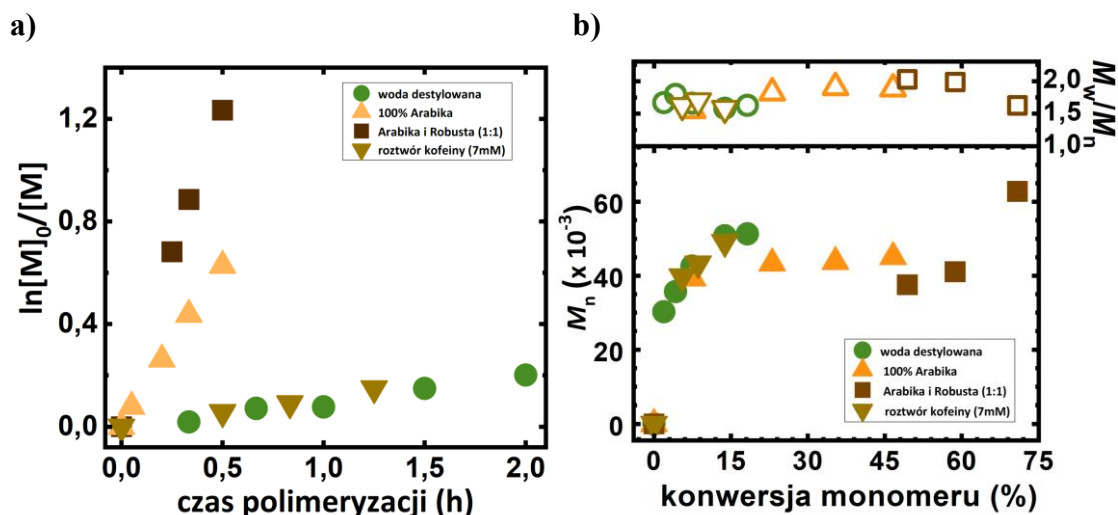 a)
ln[M]₀/[M]
1,2
0,8
0,4
0,0
woda destylowana
100% Arabika
Arabika i Robusta (1:1)
roztwór kofeiny (7mM)
0,0 0,5 1,0 1,5 2,0
czas polimeryzacji (h)
b)
2,0
1,5
1,0
Mw/Mn
Mn (x 10⁻³)
60
40
20
0
woda destylowana
100% Arabika
Arabika i Robusta (1:1)
roztwór kofeiny (7mM)
0 15 30 45 60 75
konwersja monomeru (%)